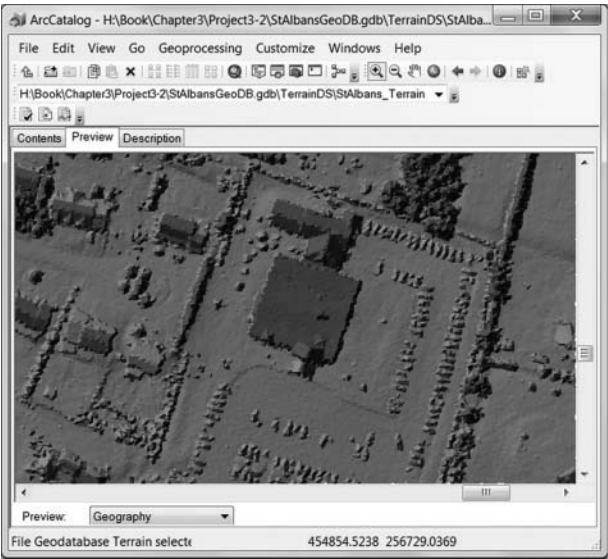 ArcCatalog - H:\Book\Chapter3\Project3-2\StAlbansGeoDB.gdb\TerrainDS\StAlba...
File Edit View Go Geoprocessing Customize Windows Help
H:\Book\Chapter3\Project3-2\StAlbansGeoDB.gdb\TerrainDS\StAlbans_Terrain
Contents Preview Description
Preview: Geography
File Geodatabase Terrain selecte 454854.5238 256729.0369